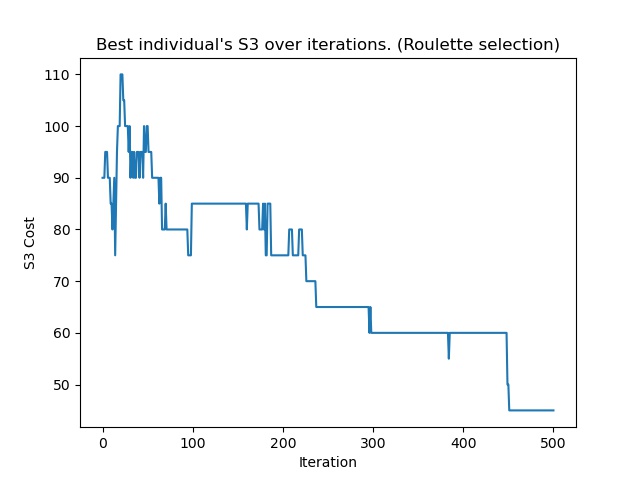 Best individual's S3 over iterations. (Roulette selection)
110
100
90
80
70
60
50
S3 Cost
0 100 200 300 400 500
Iteration